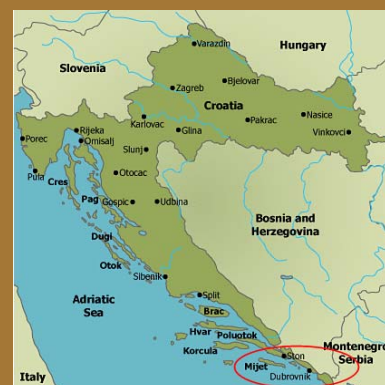 Hungary
Varazdin
Slovenia
Bjelovar
Zagreb
Croatia
Nasice
Karlovac
Pakrac
Rijeka
Glina
Vinkovci
Porec
Omisalj
Slunj
Pula
Otocac
Cres
Pag
Gospic
Udbina
Bosnia and
Herzegovina
Dugi
Otok
Sibenik
Adriatic
Sea
Split
Brac
Hvar
Poluotok
Korcula
Montenegro
Ston
Serbia
Mijet
Dubrovnik
Italy